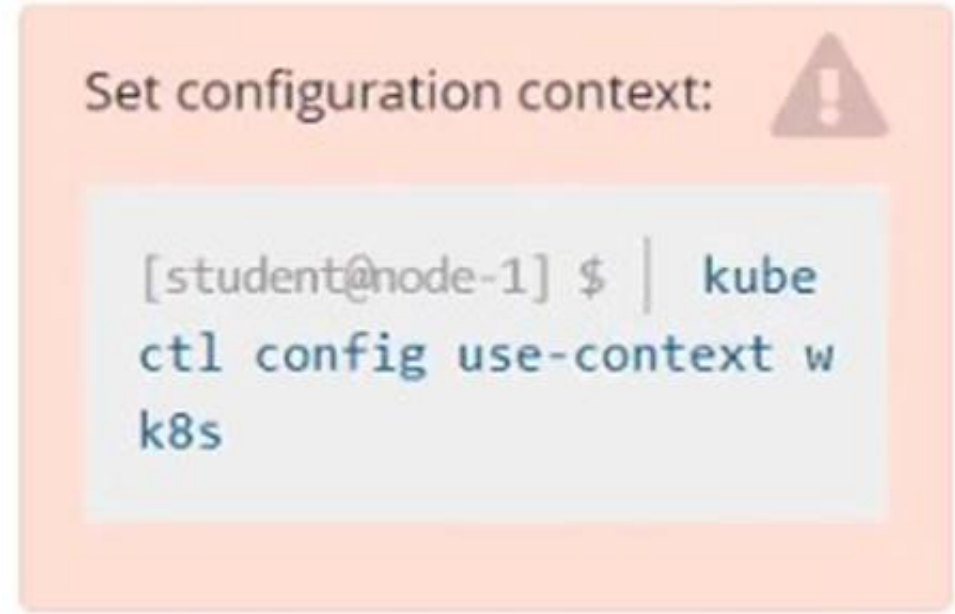 Set configuration context:
[student@node-1] $ | kube
ctl config use-context w
k8s